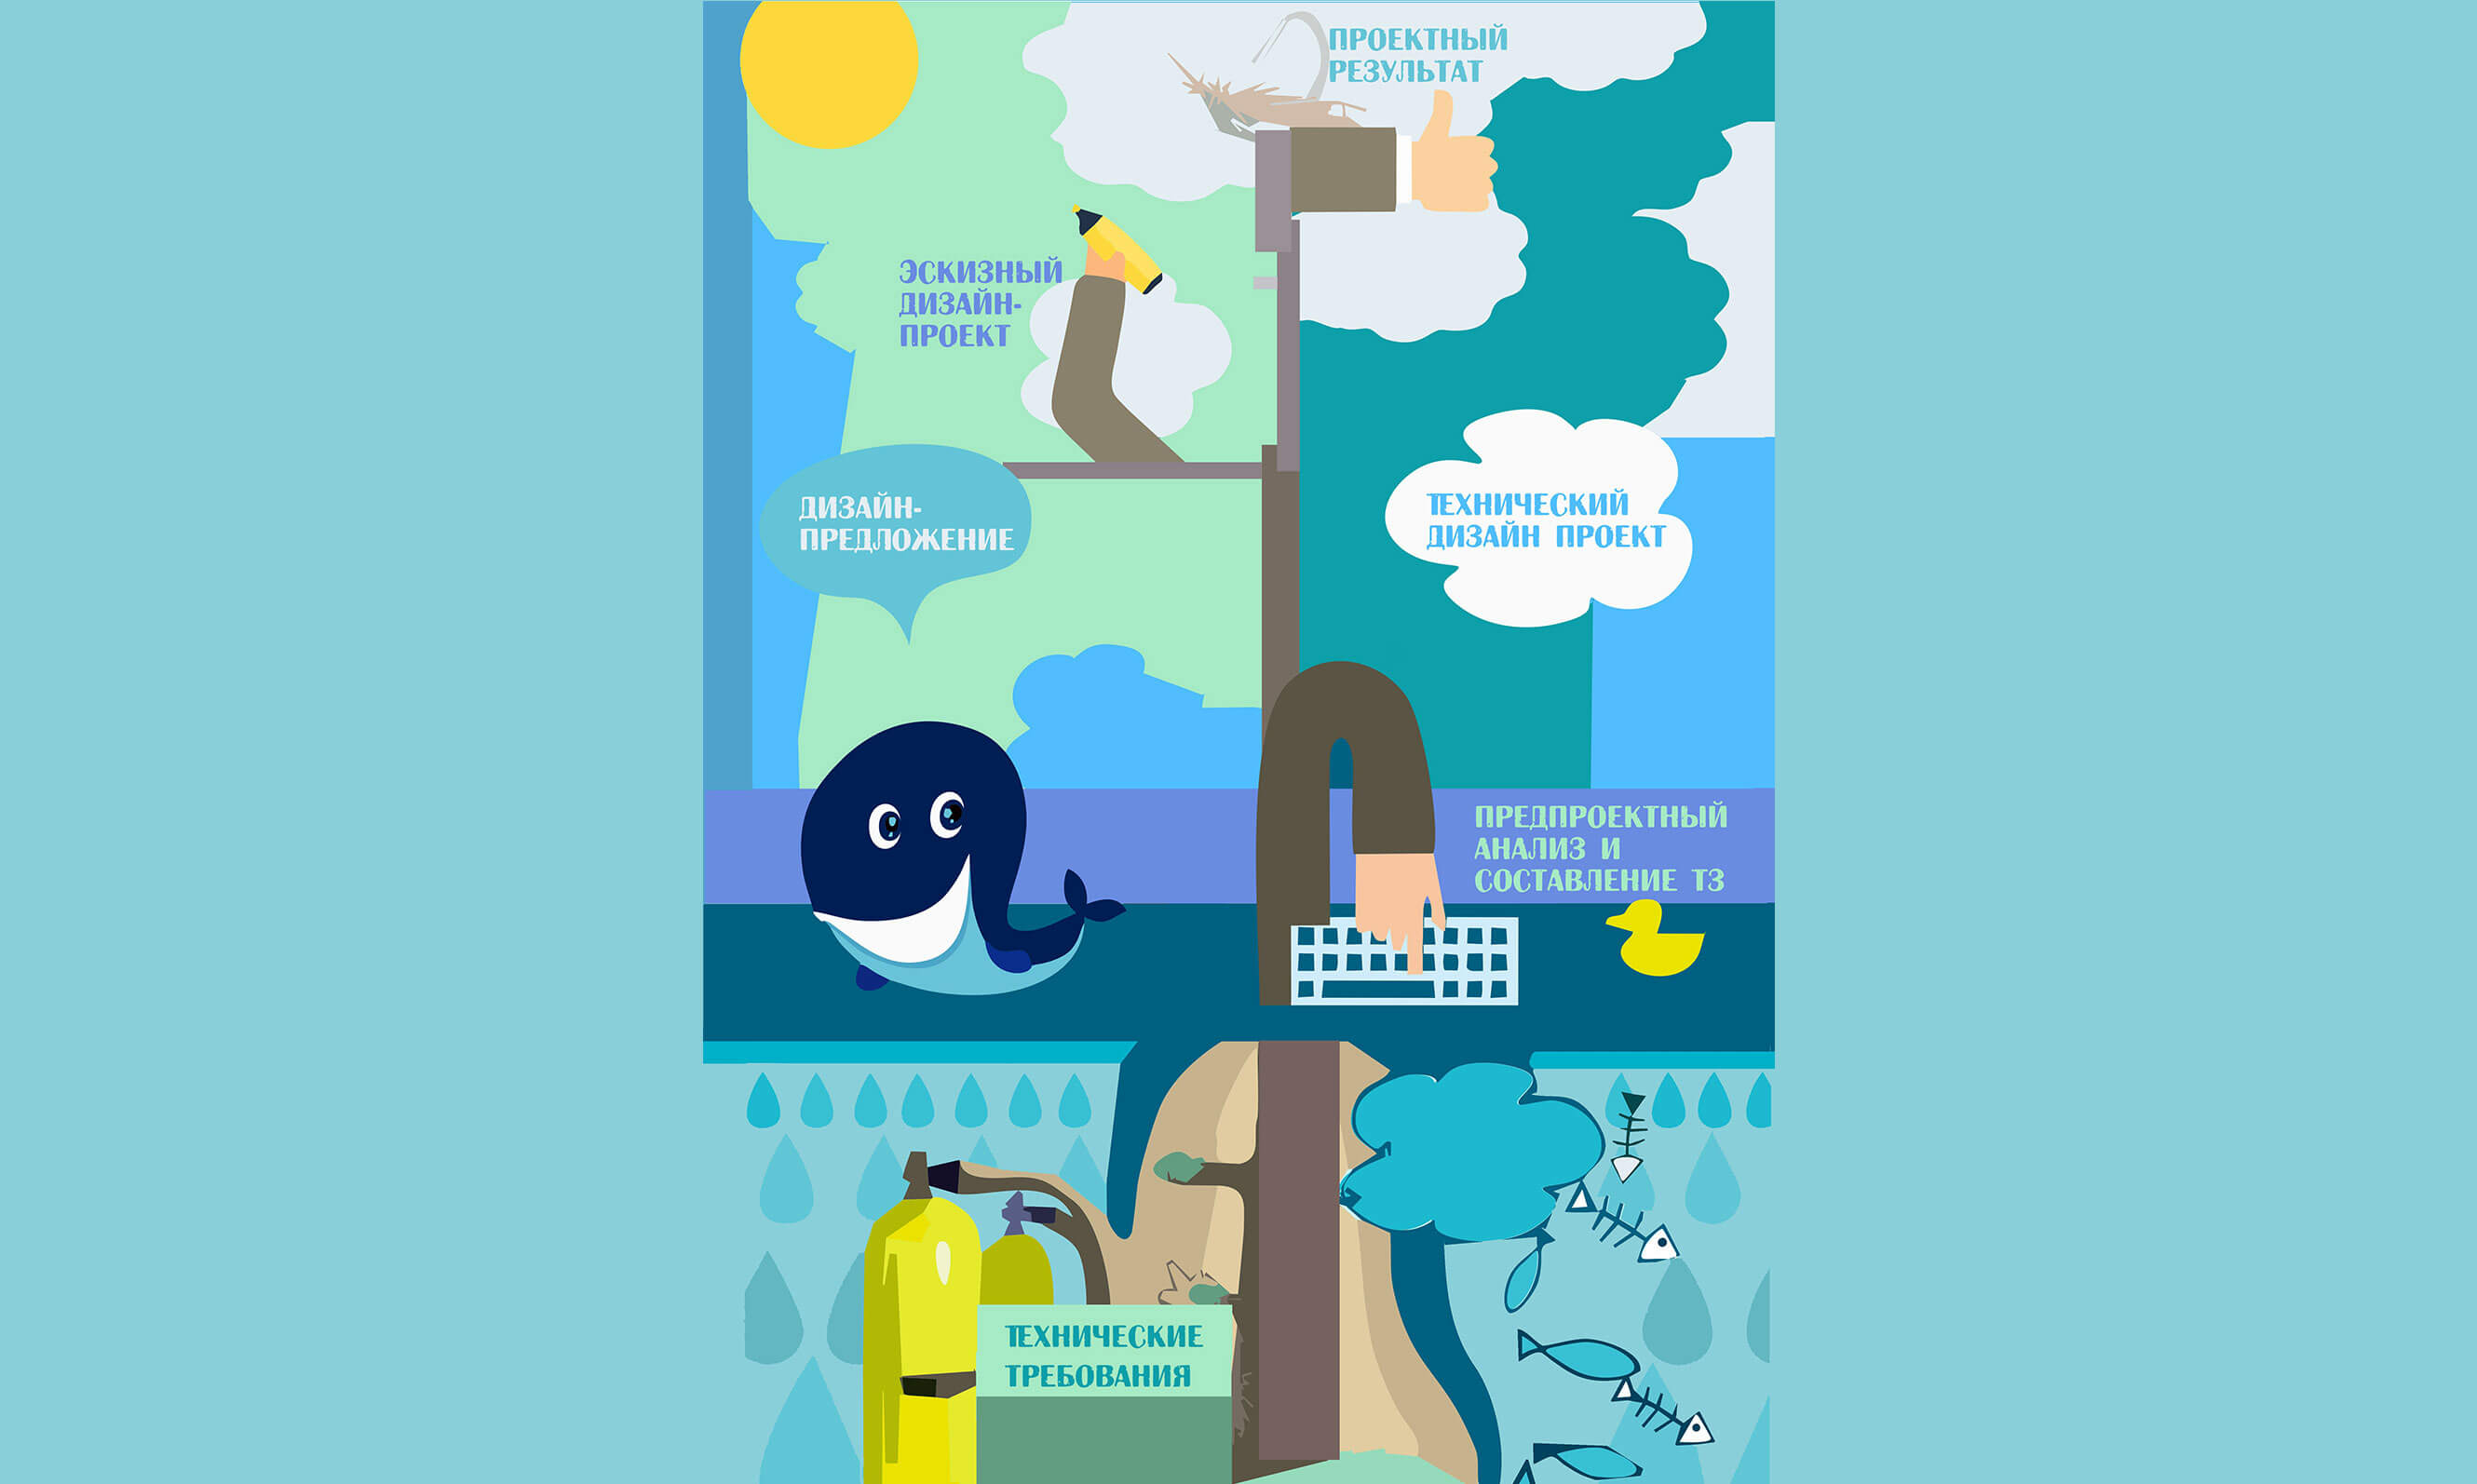 ПРОЕКТНЫЙ
РЕЗУЛЬТАТ
ЭСКИЗНЫЙ
ДИЗАЙН-
ПРОЕКТ
ДИЗАЙН-
ПРЕДЛОЖЕНИЕ
ТЕХНИЧЕСКИЙ
ДИЗАЙН ПРОЕКТ
ПРЕДПРОЕКТНЫЙ
АНАЛИЗ И
СОСТАВЛЕНИЕ ТЗ
ТЕХНИЧЕСКИЕ
ТРЕБОВАНИЯ